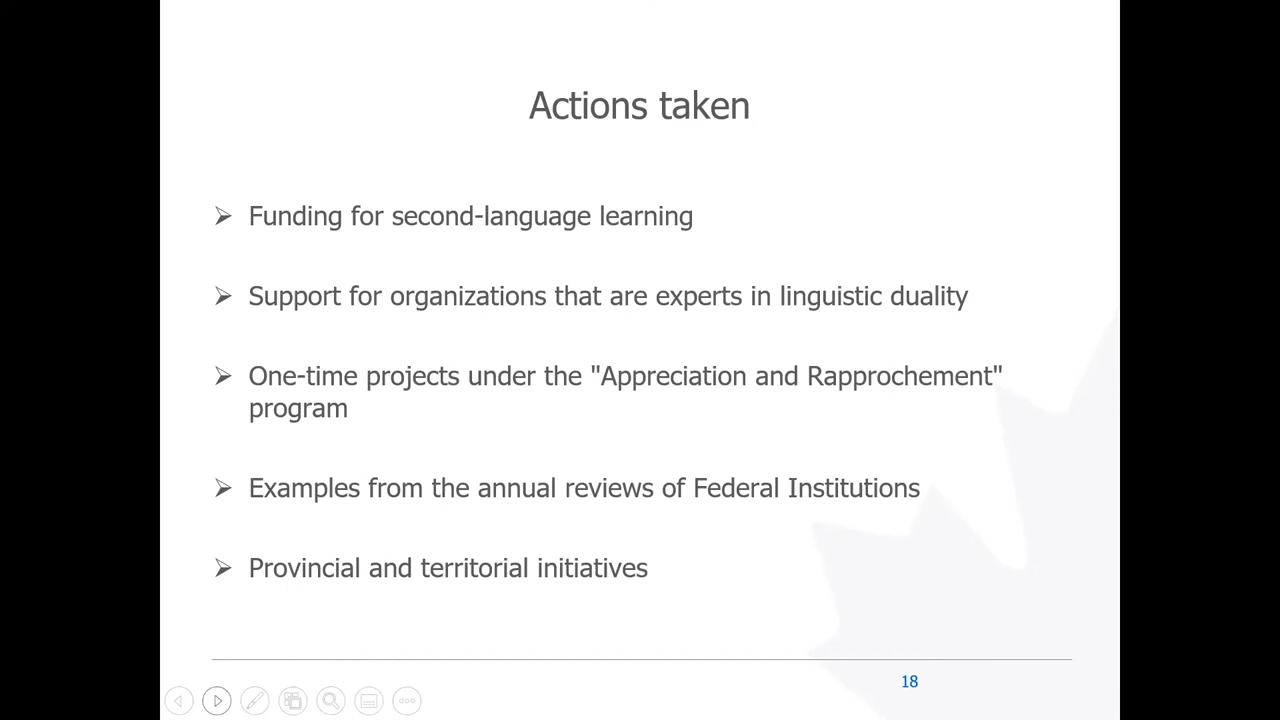 Actions taken
Funding for second-language learning
Support for organizations that are experts in linguistic duality
One-time projects under the "Appreciation and Rapprochement"
program
Examples from the annual reviews of Federal Institutions
Provincial and territorial initiatives
18